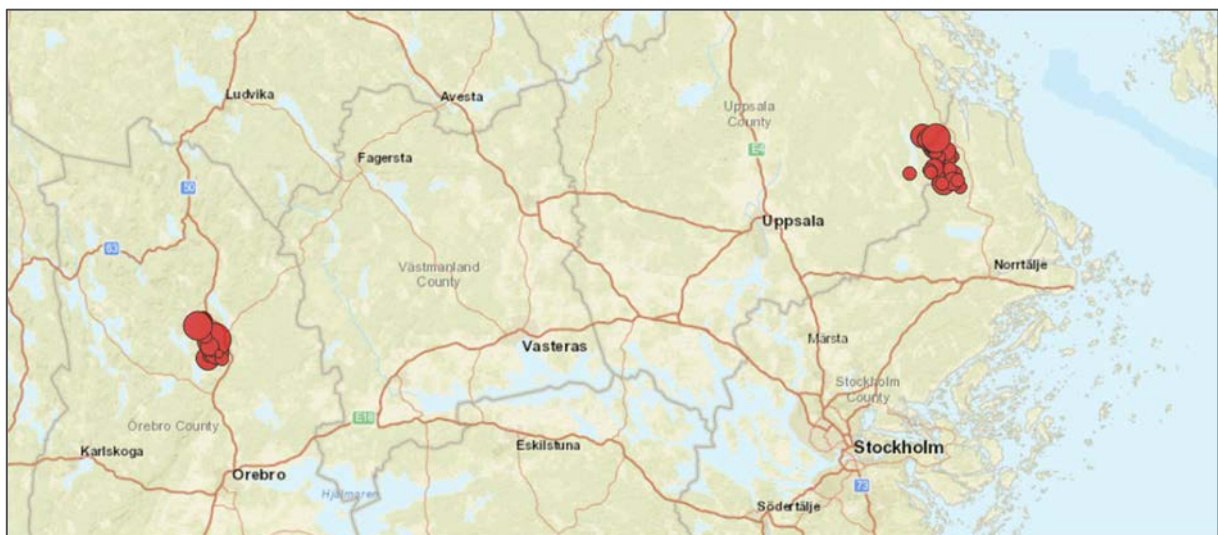 Ludvika
Avesta
Uppsala
County
E4
Fagersta
50
Uppsala
63
Västmanland
County
Norrtälje
Vasteras
Märsta
Stockholm
County
E18
Örebro County
Karlskoga
Eskilstuna
Stockholm
Orebro
Hjälmaren
73
Södertälje